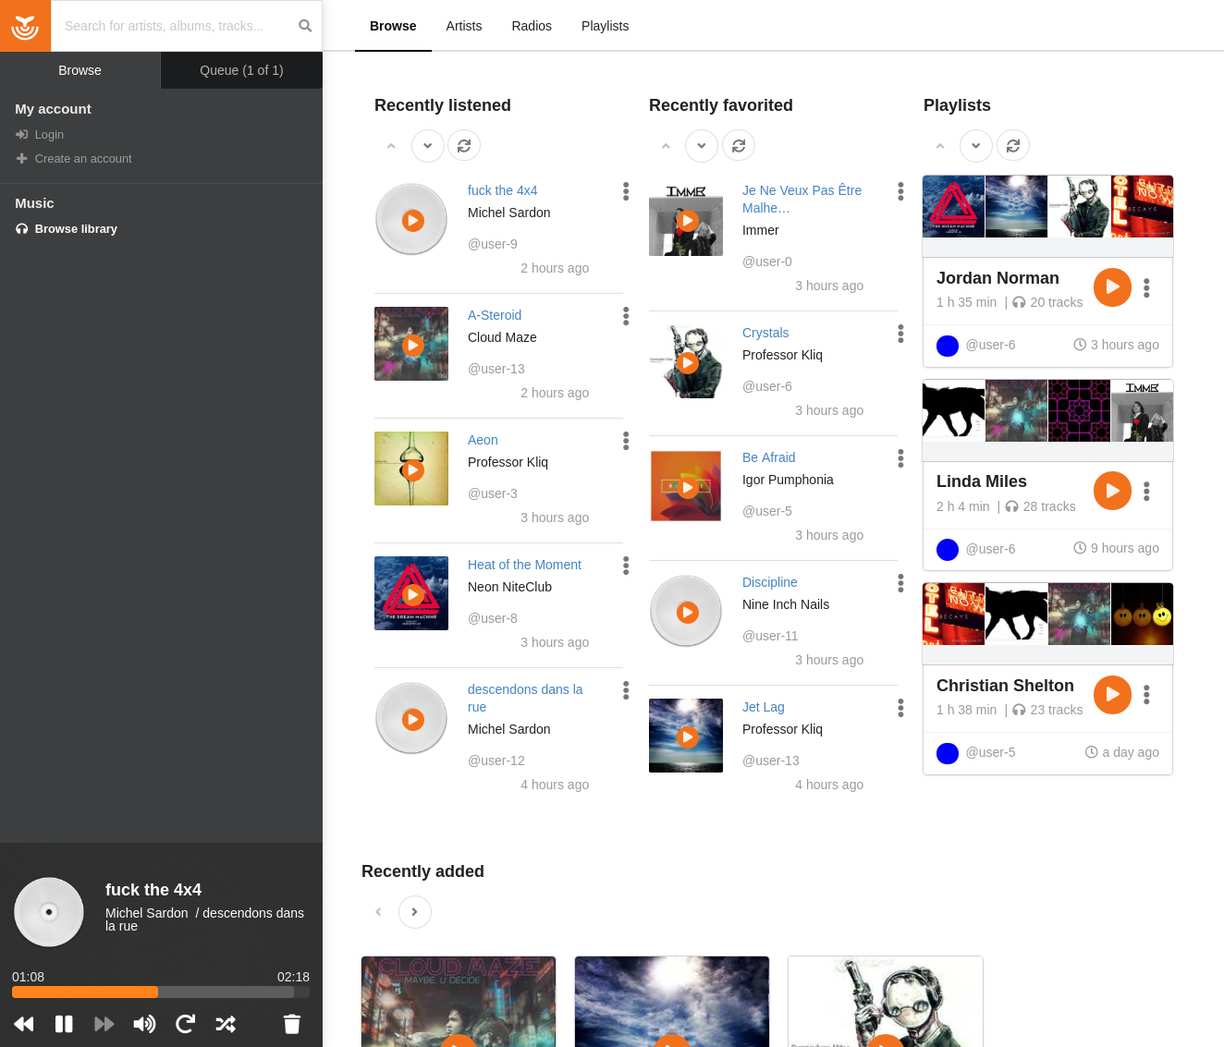 Search for artists, albums, tracks...
Browse
Queue (1 of 1)
My account
Login
Create an account
Music
Browse library
fuck the 4x4
Michel Sardon / descendons dans
la rue
01:08
02:18
Browse
Artists
Radios
Playlists
Recently listened
fuck the 4x4
Michel Sardon
@user-9
2 hours ago
A-Steroid
Cloud Maze
@user-13
2 hours ago
Aeon
Professor Kliq
@user-3
3 hours ago
Heat of the Moment
Neon NiteClub
@user-8
3 hours ago
descendons dans la
rue
Michel Sardon
@user-12
4 hours ago
Recently favorited
IMME
Je Ne Veux Pas Être
Malhe…
Immer
@user-0
3 hours ago
Crystals
Professor Kliq
@user-6
3 hours ago
Be Afraid
Igor Pumphonia
@user-5
3 hours ago
Discipline
Nine Inch Nails
@user-11
3 hours ago
Jet Lag
Professor Kliq
@user-13
4 hours ago
Playlists
Jordan Norman
1 h 35 min | 20 tracks
@user-6
3 hours ago
IMME
Linda Miles
2 h 4 min | 28 tracks
@user-6
9 hours ago
Christian Shelton
1 h 38 min | 23 tracks
@user-5
a day ago
Recently added
CLOUD MAZE
MAYBE, U DECIDE